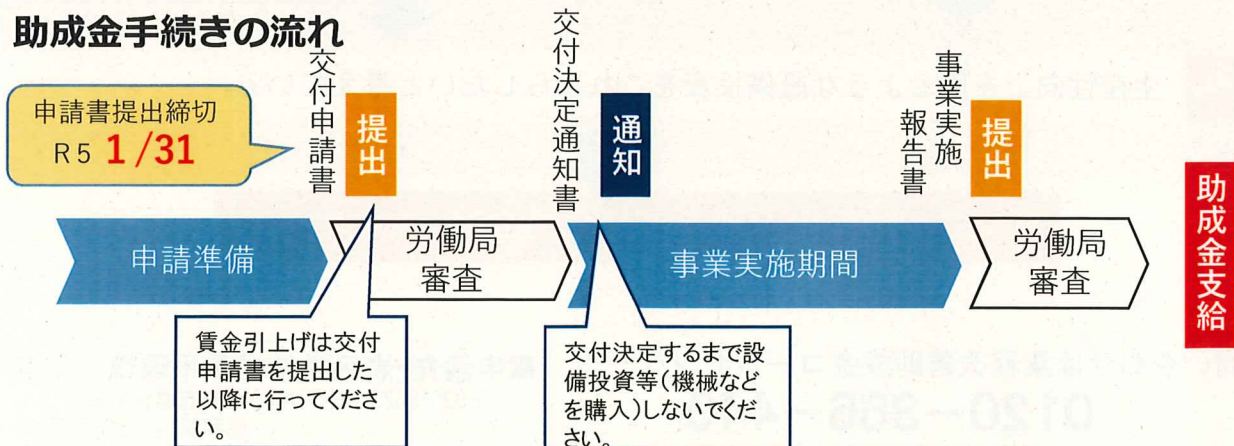 助成金手続きの流れ
申請書提出締切
R5 1/31
交付申請書
提出
交付決定通知書
通知
事業実施
報告書
提出
申請準備
労働局
審査
事業実施期間
労働局
審査
助成金支給
賃金引上げは交付
申請書を提出した
以降に行ってくださ
い。
交付決定するまで設
備投資等(機械など
を購入)しないでくだ
さい。